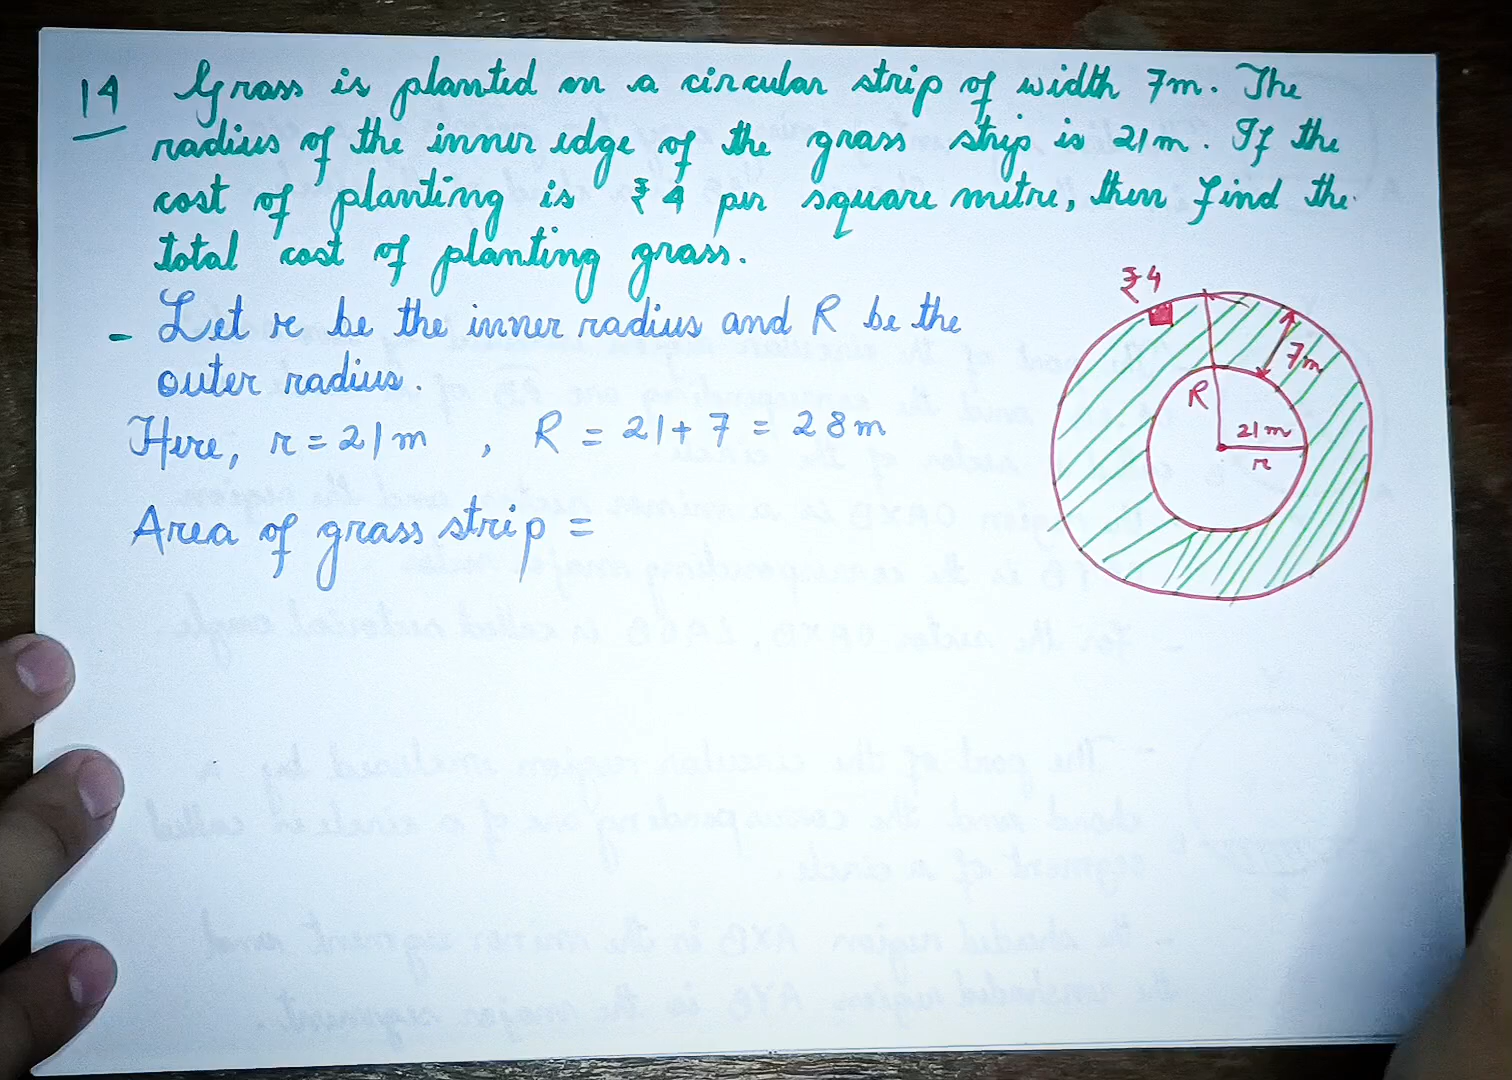 14 Grass is planted on a circular strip of width 7m. The
radius of the inner edge of the grass strip is 21m. If the
cost of planting is ₹4 per square metre, then find the
total cost of planting grass.
- Let r be the inner radius and R be the
outer radius.
Here, r = 21m , R = 21+7 = 28m
Area of grass strip =
₹4
7m
R
21m
r